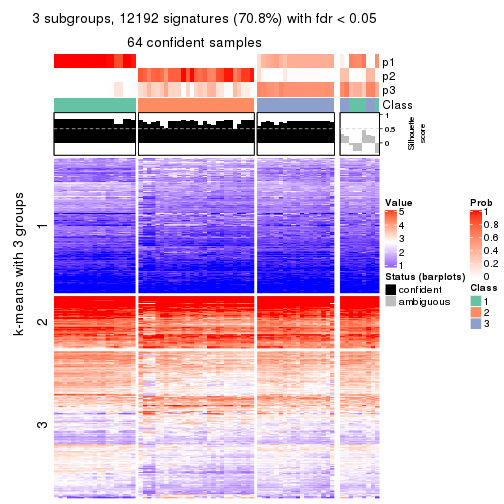 3 subgroups, 12192 signatures (70.8%) with fdr < 0.05
64 confident samples
p1
p2
p3
Class
1
0.5
0
Silhouette
score
k-means with 3 groups
1
2
3
Value
5
4
3
2
1
Status (barplots)
confident
ambiguous
Prob
1
0.8
0.6
0.4
0.2
0
Class
1
2
3